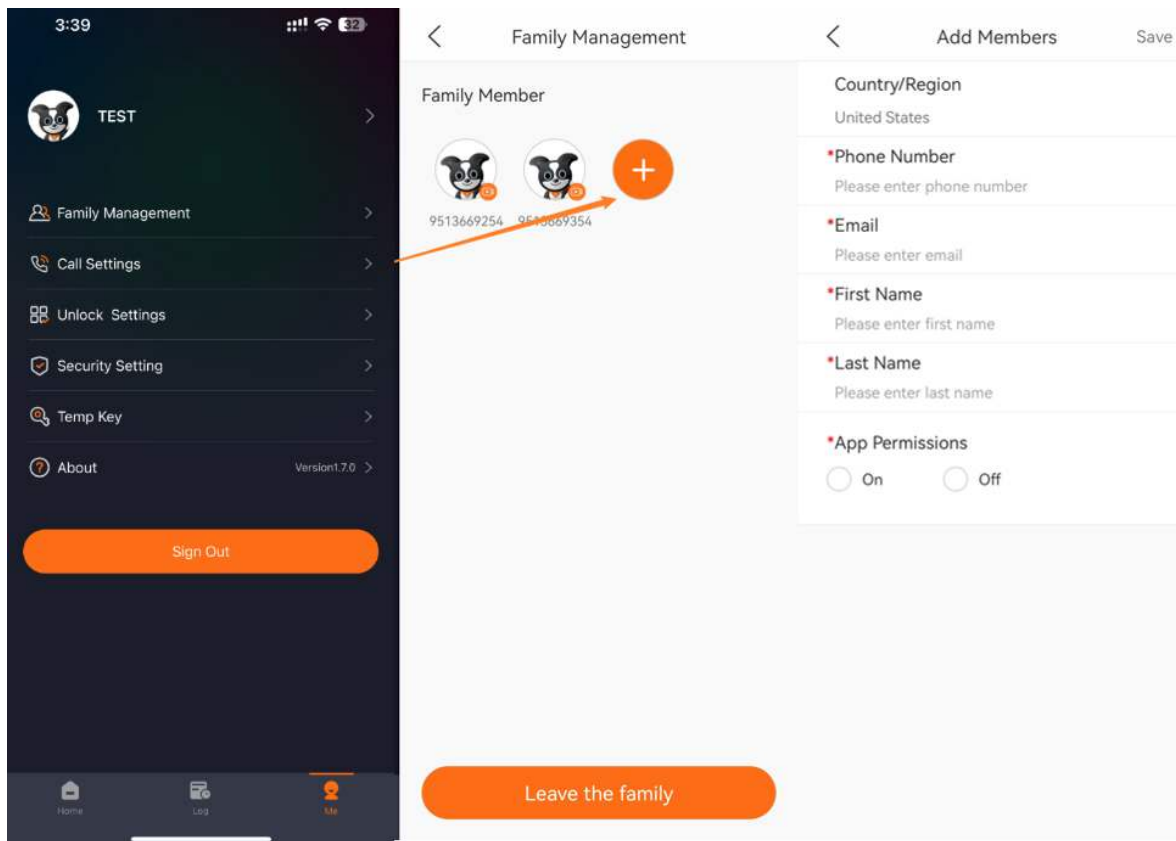 3:39
32
TEST
Family Management
Call Settings
Unlock Settings
Security Setting
Temp Key
About
Version1.7.0
Sign Out
Home
Log
Me
Family Management
Family Member
9513669254
9513669354
Leave the family
Add Members
Save
Country/Region
United States
*Phone Number
Please enter phone number
*Email
Please enter email
*First Name
Please enter first name
*Last Name
Please enter last name
*App Permissions
On
Off